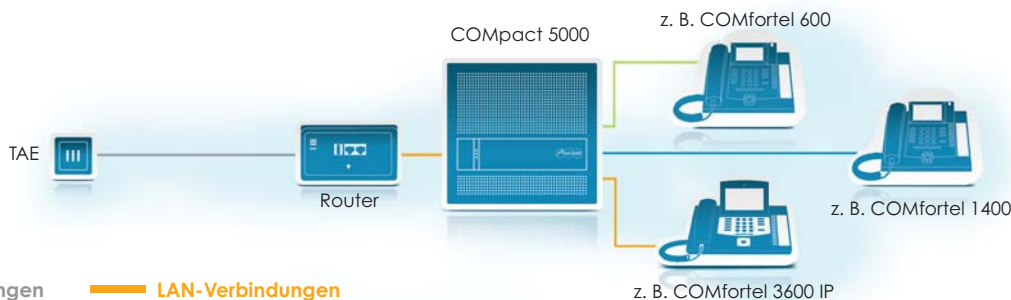 z. B. COMfortel 600
COMpact 5000
TAE
Router
z. B. COMfortel 1400
ngen
LAN-Verbindungen
z. B. COMfortel 3600 IP